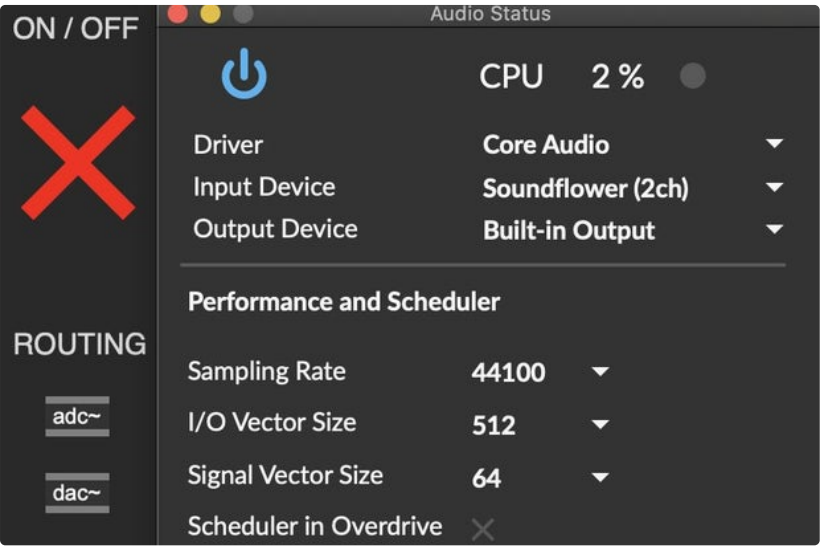 ON / OFF
ROUTING
adc~
dac~
Audio Status
CPU 2 %
Driver Core Audio
Input Device Soundflower (2ch)
Output Device Built-in Output
Performance and Scheduler
Sampling Rate 44100
I/O Vector Size 512
Signal Vector Size 64
Scheduler in Overdrive